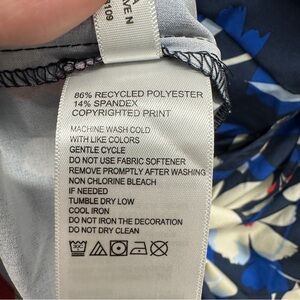 86% RECYCLED POLYESTER
14% SPANDEX
COPYRIGHTED PRINT
MACHINE WASH COLD
WITH LIKE COLORS
GENTLE CYCLE
DO NOT USE FABRIC SOFTENER
REMOVE PROMPTLY AFTER WASHING
NON CHLORINE BLEACH
IF NEEDED
TUMBLE DRY LOW
COOL IRON
DO NOT IRON THE DECORATION
DO NOT DRY CLEAN